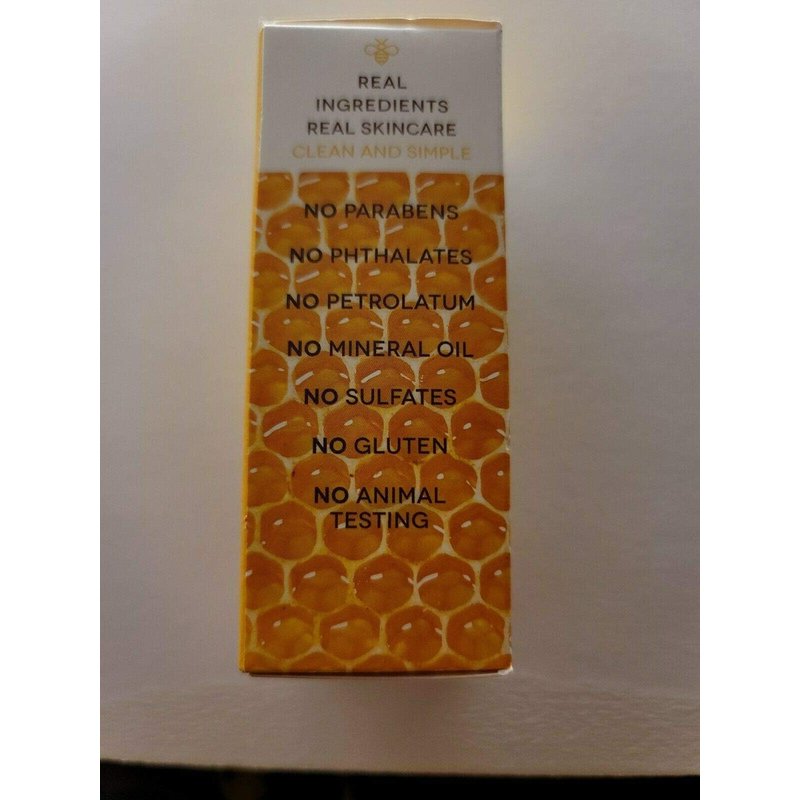 REAL
INGREDIENTS
REAL SKINCARE
CLEAN AND SIMPLE
NO PARABENS
NO PHTHALATES
NO PETROLATUM
NO MINERAL OIL
NO SULFATES
NO GLUTEN
NO ANIMAL
TESTING